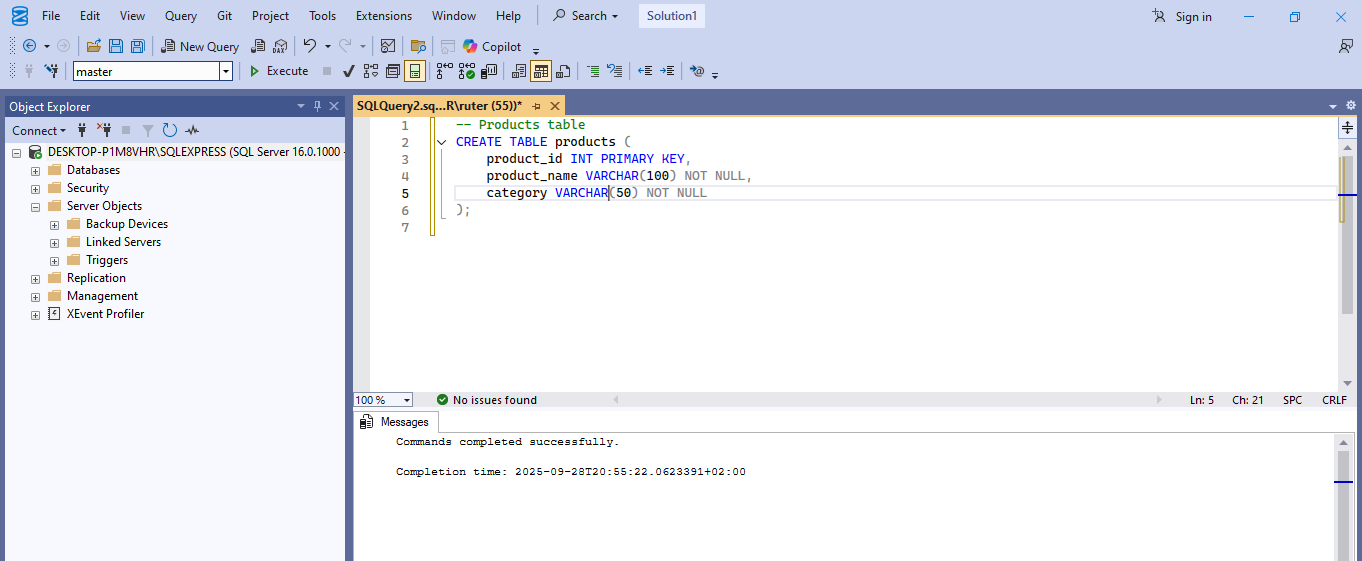 File Edit View Query Git Project Tools Extensions Window Help Search Solution1 Sign in
New Query DAX Copilot
master Execute
Object Explorer
Connect
DESKTOP-P1M8VHR\SQLEXPRESS (SQL Server 16.0.1000 -
Databases
Security
Server Objects
Backup Devices
Linked Servers
Triggers
Replication
Management
XEvent Profiler
SQLQuery2.sq...R\ruter (55))*
1 -- Products table
2 CREATE TABLE products (
3 product_id INT PRIMARY KEY,
4 product_name VARCHAR(100) NOT NULL,
5 category VARCHAR(50) NOT NULL
6 );
7
100 % No issues found Ln: 5 Ch: 21 SPC CRLF
Messages
Commands completed successfully.
Completion time: 2025-09-28T20:55:22.0623391+02:00